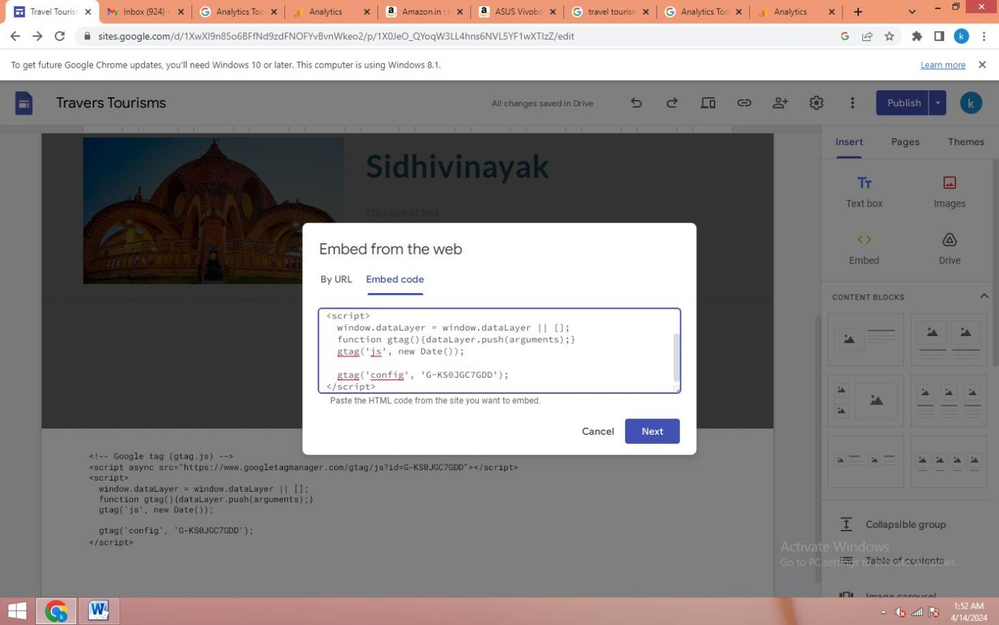 Travel Touris
Inbox (924) -
Analytics Too
Analytics
Amazon.in :
ASUS Vivobo
travel tourism
Analytics Too
Analytics
sites.google.com/d/1XwXI9n85o6BFfNd9zdFNOFYvBvnWkeo2/p/1X0JeO_QYoqW3LL4hns6NVL5YF1wXTIzZ/edit
k
To get future Google Chrome updates, you'll need Windows 10 or later. This computer is using Windows 8.1.
Learn more
Travers Tourisms
All changes saved in Drive
Publish
k
Insert
Pages
Themes
Sidhivinayak
Click to edit text
Text box
Images
Embed
Drive
CONTENT BLOCKS
Embed from the web
By URL
Embed code
<script>
window.dataLayer = window.dataLayer || [];
function gtag(){dataLayer.push(arguments);}
gtag('js', new Date());
gtag('config', 'G-KS0JGC7GDD');
</script>
Paste the HTML code from the site you want to embed.
Cancel
Next
<!-- Google tag (gtag.js) -->
<script async src="https://www.googletagmanager.com/gtag/js?id=G-KS0JGC7GDD"></script>
<script>
window.dataLayer = window.dataLayer || [];
function gtag(){dataLayer.push(arguments);}
gtag('js', new Date());
gtag('config', 'G-KS0JGC7GDD');
</script>
Collapsible group
Table of contents
Image carousel
Activate Windows
Go to PC settings to activate Windows.
1:52 AM
4/14/2024